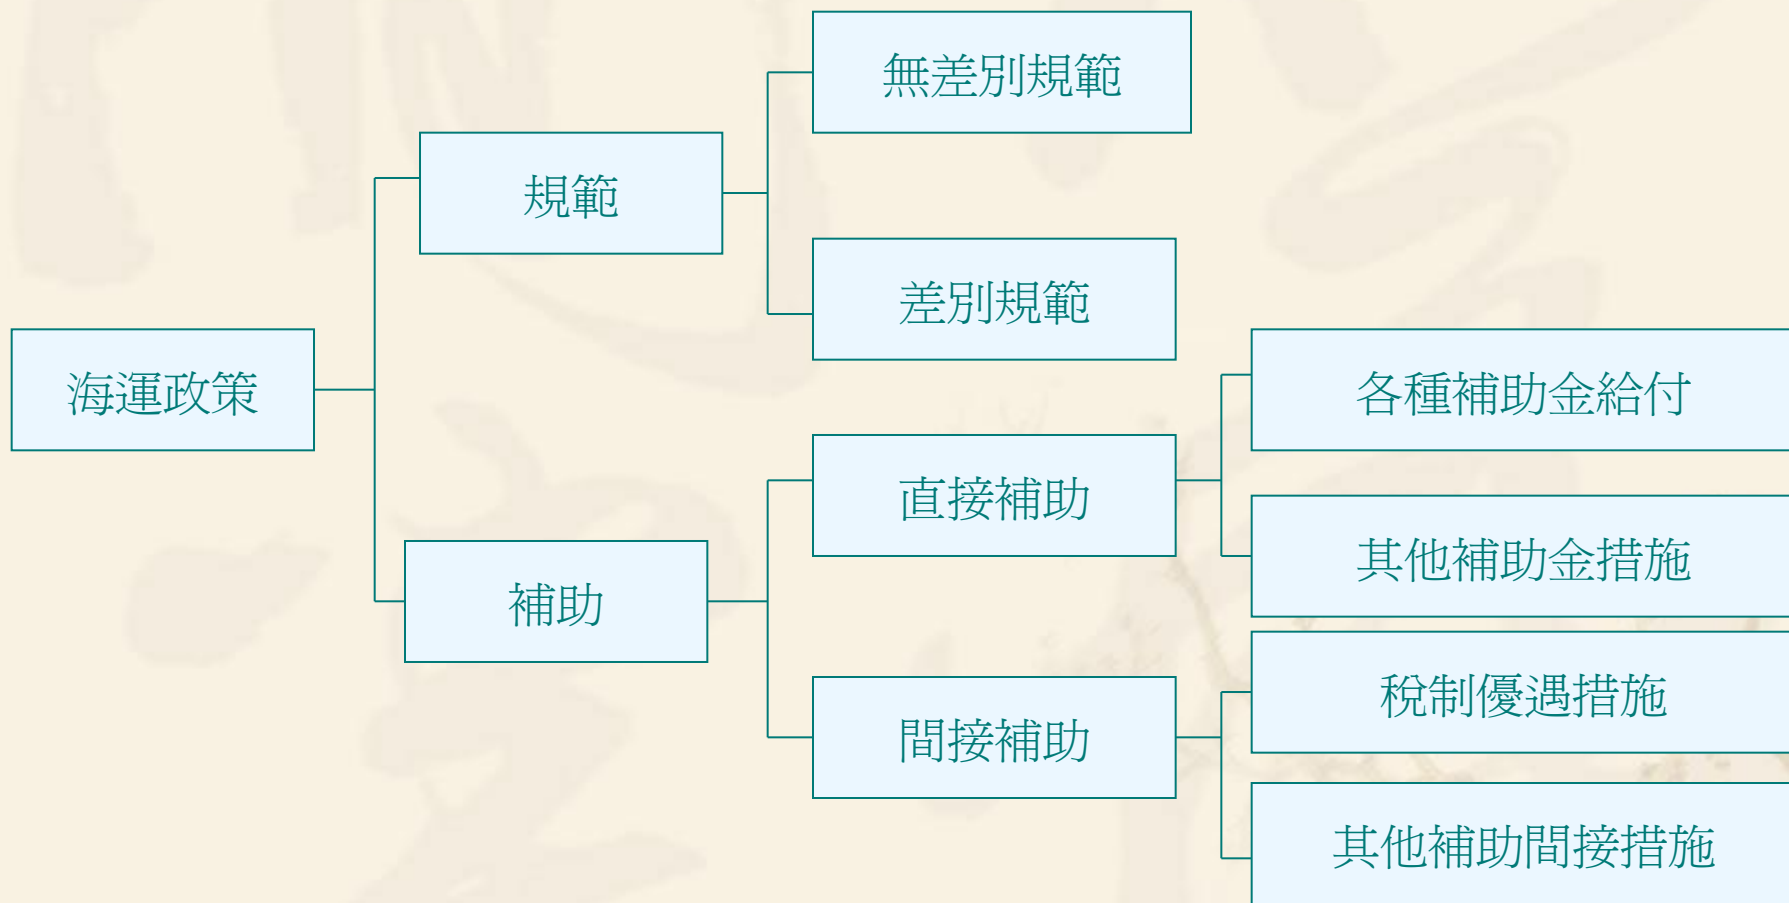 無差別規範
規範
差別規範
海運政策
各種補助金給付
直接補助
其他補助金措施
補助
稅制優遇措施
間接補助
其他補助間接措施